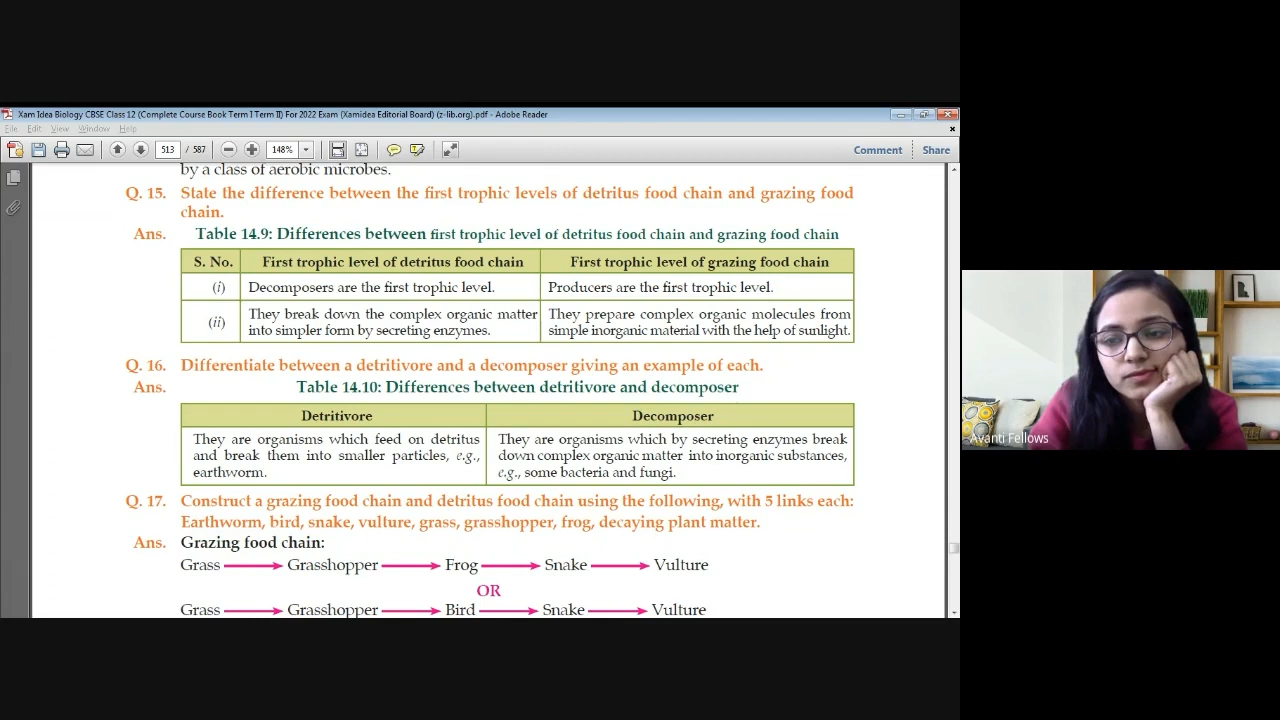 Xam Idea Biology CBSE Class 12 (Complete Course Book Term I Term II) For 2022 Exam (Xamidea Editorial Board) (z-lib.org).pdf - Adobe Reader
File Edit View Window Help
513 / 587 148% Comment Share
by a class of aerobic microbes.
Q. 15. State the difference between the first trophic levels of detritus food chain and grazing food
chain.
Ans. Table 14.9: Differences between first trophic level of detritus food chain and grazing food chain
S. No. First trophic level of detritus food chain First trophic level of grazing food chain
(i) Decomposers are the first trophic level. Producers are the first trophic level.
(ii) They break down the complex organic matter They prepare complex organic molecules from
into simpler form by secreting enzymes. simple inorganic material with the help of sunlight.
Q. 16. Differentiate between a detritivore and a decomposer giving an example of each.
Ans. Table 14.10: Differences between detritivore and decomposer
Detritivore Decomposer
They are organisms which feed on detritus They are organisms which by secreting enzymes break
and break them into smaller particles, e.g., down complex organic matter into inorganic substances,
earthworm. e.g., some bacteria and fungi.
Q. 17. Construct a grazing food chain and detritus food chain using the following, with 5 links each:
Earthworm, bird, snake, vulture, grass, grasshopper, frog, decaying plant matter.
Ans. Grazing food chain:
Grass Grasshopper Frog Snake Vulture
OR
Grass Grasshopper Bird Snake Vulture
Avanti Fellows